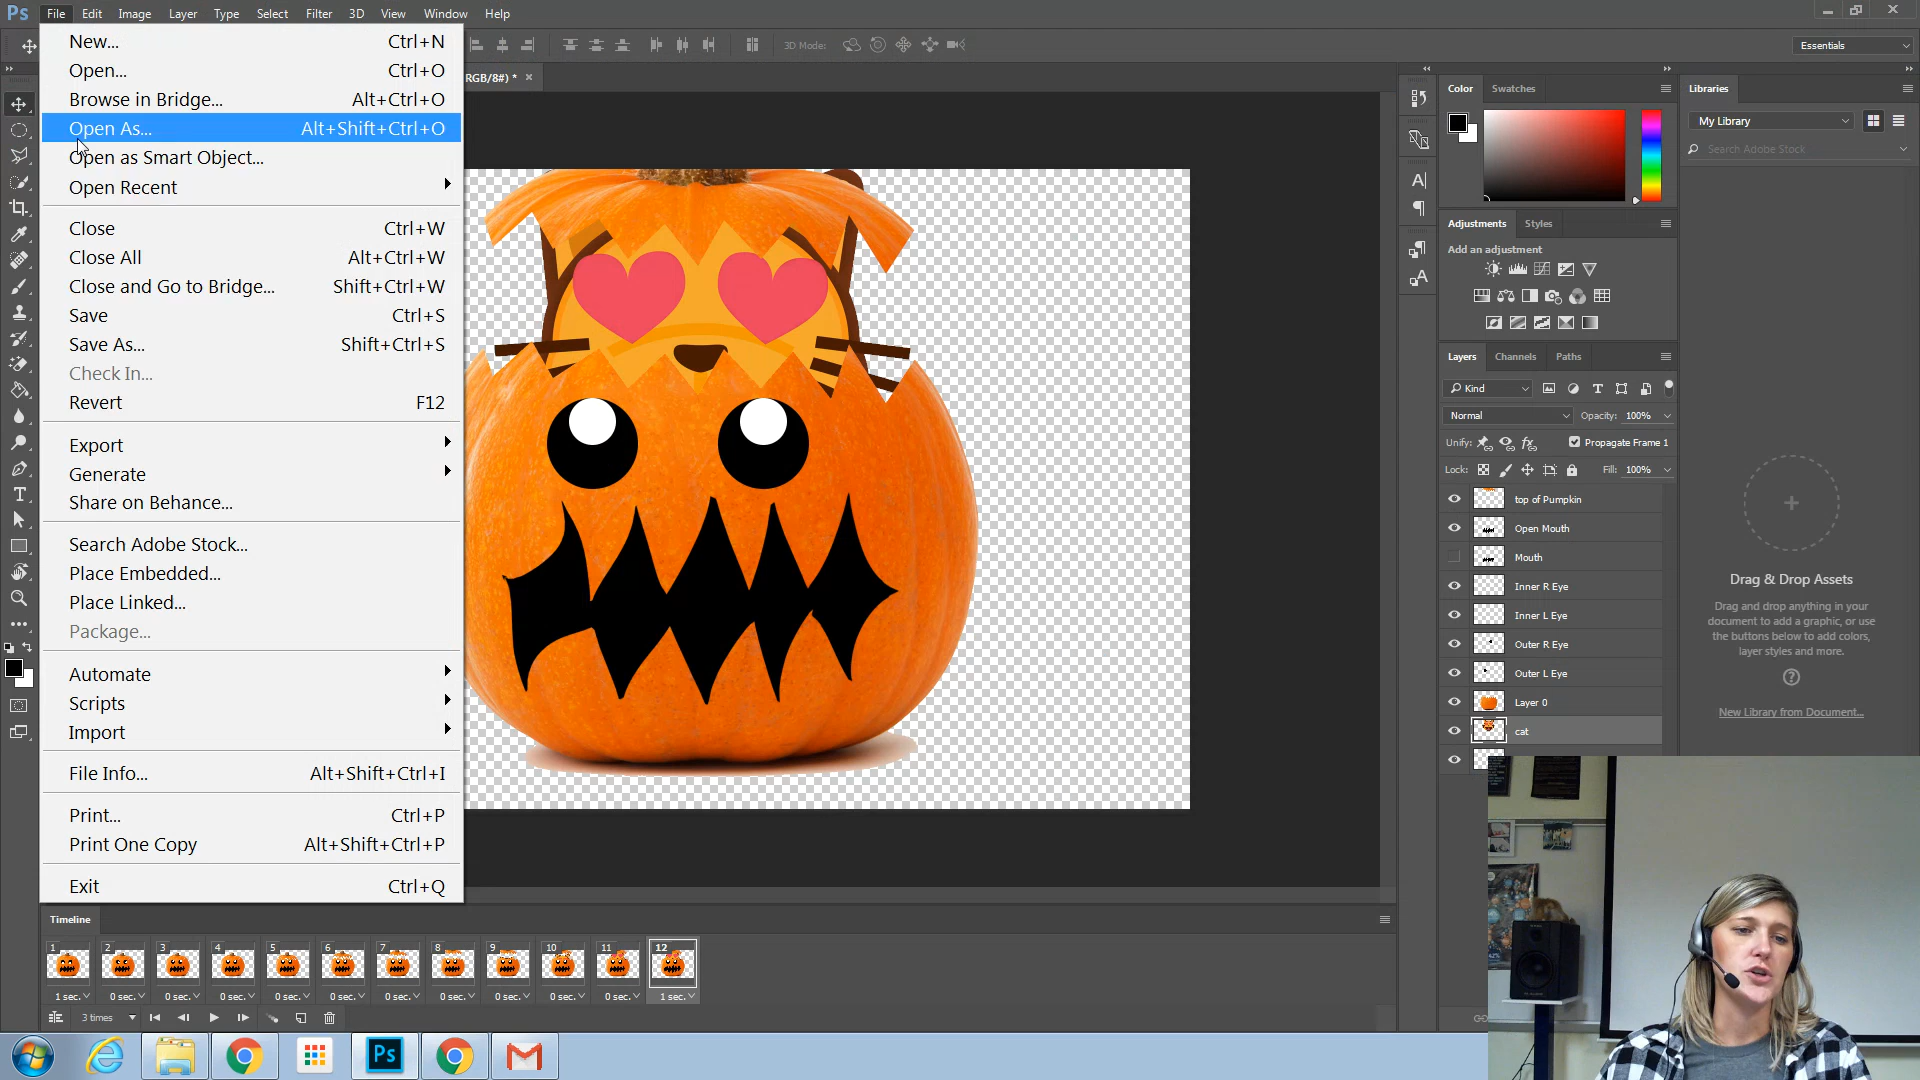 Ps File Edit Image Layer Type Select Filter 3D View Window Help
3D Mode: Essentials
RGB/8#) * ×
New... Ctrl+N
Open... Ctrl+O
Browse in Bridge... Alt+Ctrl+O
Open As... Alt+Shift+Ctrl+O
Open as Smart Object...
Open Recent
Close Ctrl+W
Close All Alt+Ctrl+W
Close and Go to Bridge... Shift+Ctrl+W
Save Ctrl+S
Save As... Shift+Ctrl+S
Check In...
Revert F12
Export
Generate
Share on Behance...
Search Adobe Stock...
Place Embedded...
Place Linked...
Package...
Automate
Scripts
Import
File Info... Alt+Shift+Ctrl+I
Print... Ctrl+P
Print One Copy Alt+Shift+Ctrl+P
Exit Ctrl+Q
Color Swatches
Adjustments Styles
Add an adjustment
Layers Channels Paths
Kind
Normal Opacity: 100%
Unify: Propagate Frame 1
Lock: Fill: 100%
top of Pumpkin
Open Mouth
Mouth
Inner R Eye
Inner L Eye
Outer R Eye
Outer L Eye
Layer 0
cat
Libraries
My Library
Search Adobe Stock
Drag & Drop Assets
Drag and drop anything in your
document to add a graphic, or use
the buttons below to add colors,
layer styles and more.
New Library from Document...
Timeline
1 2 3 4 5 6 7 8 9 10 11 12
1 sec. 0 sec. 0 sec. 0 sec. 0 sec. 0 sec. 0 sec. 0 sec. 0 sec. 0 sec. 0 sec. 1 sec.
3 times
Ps